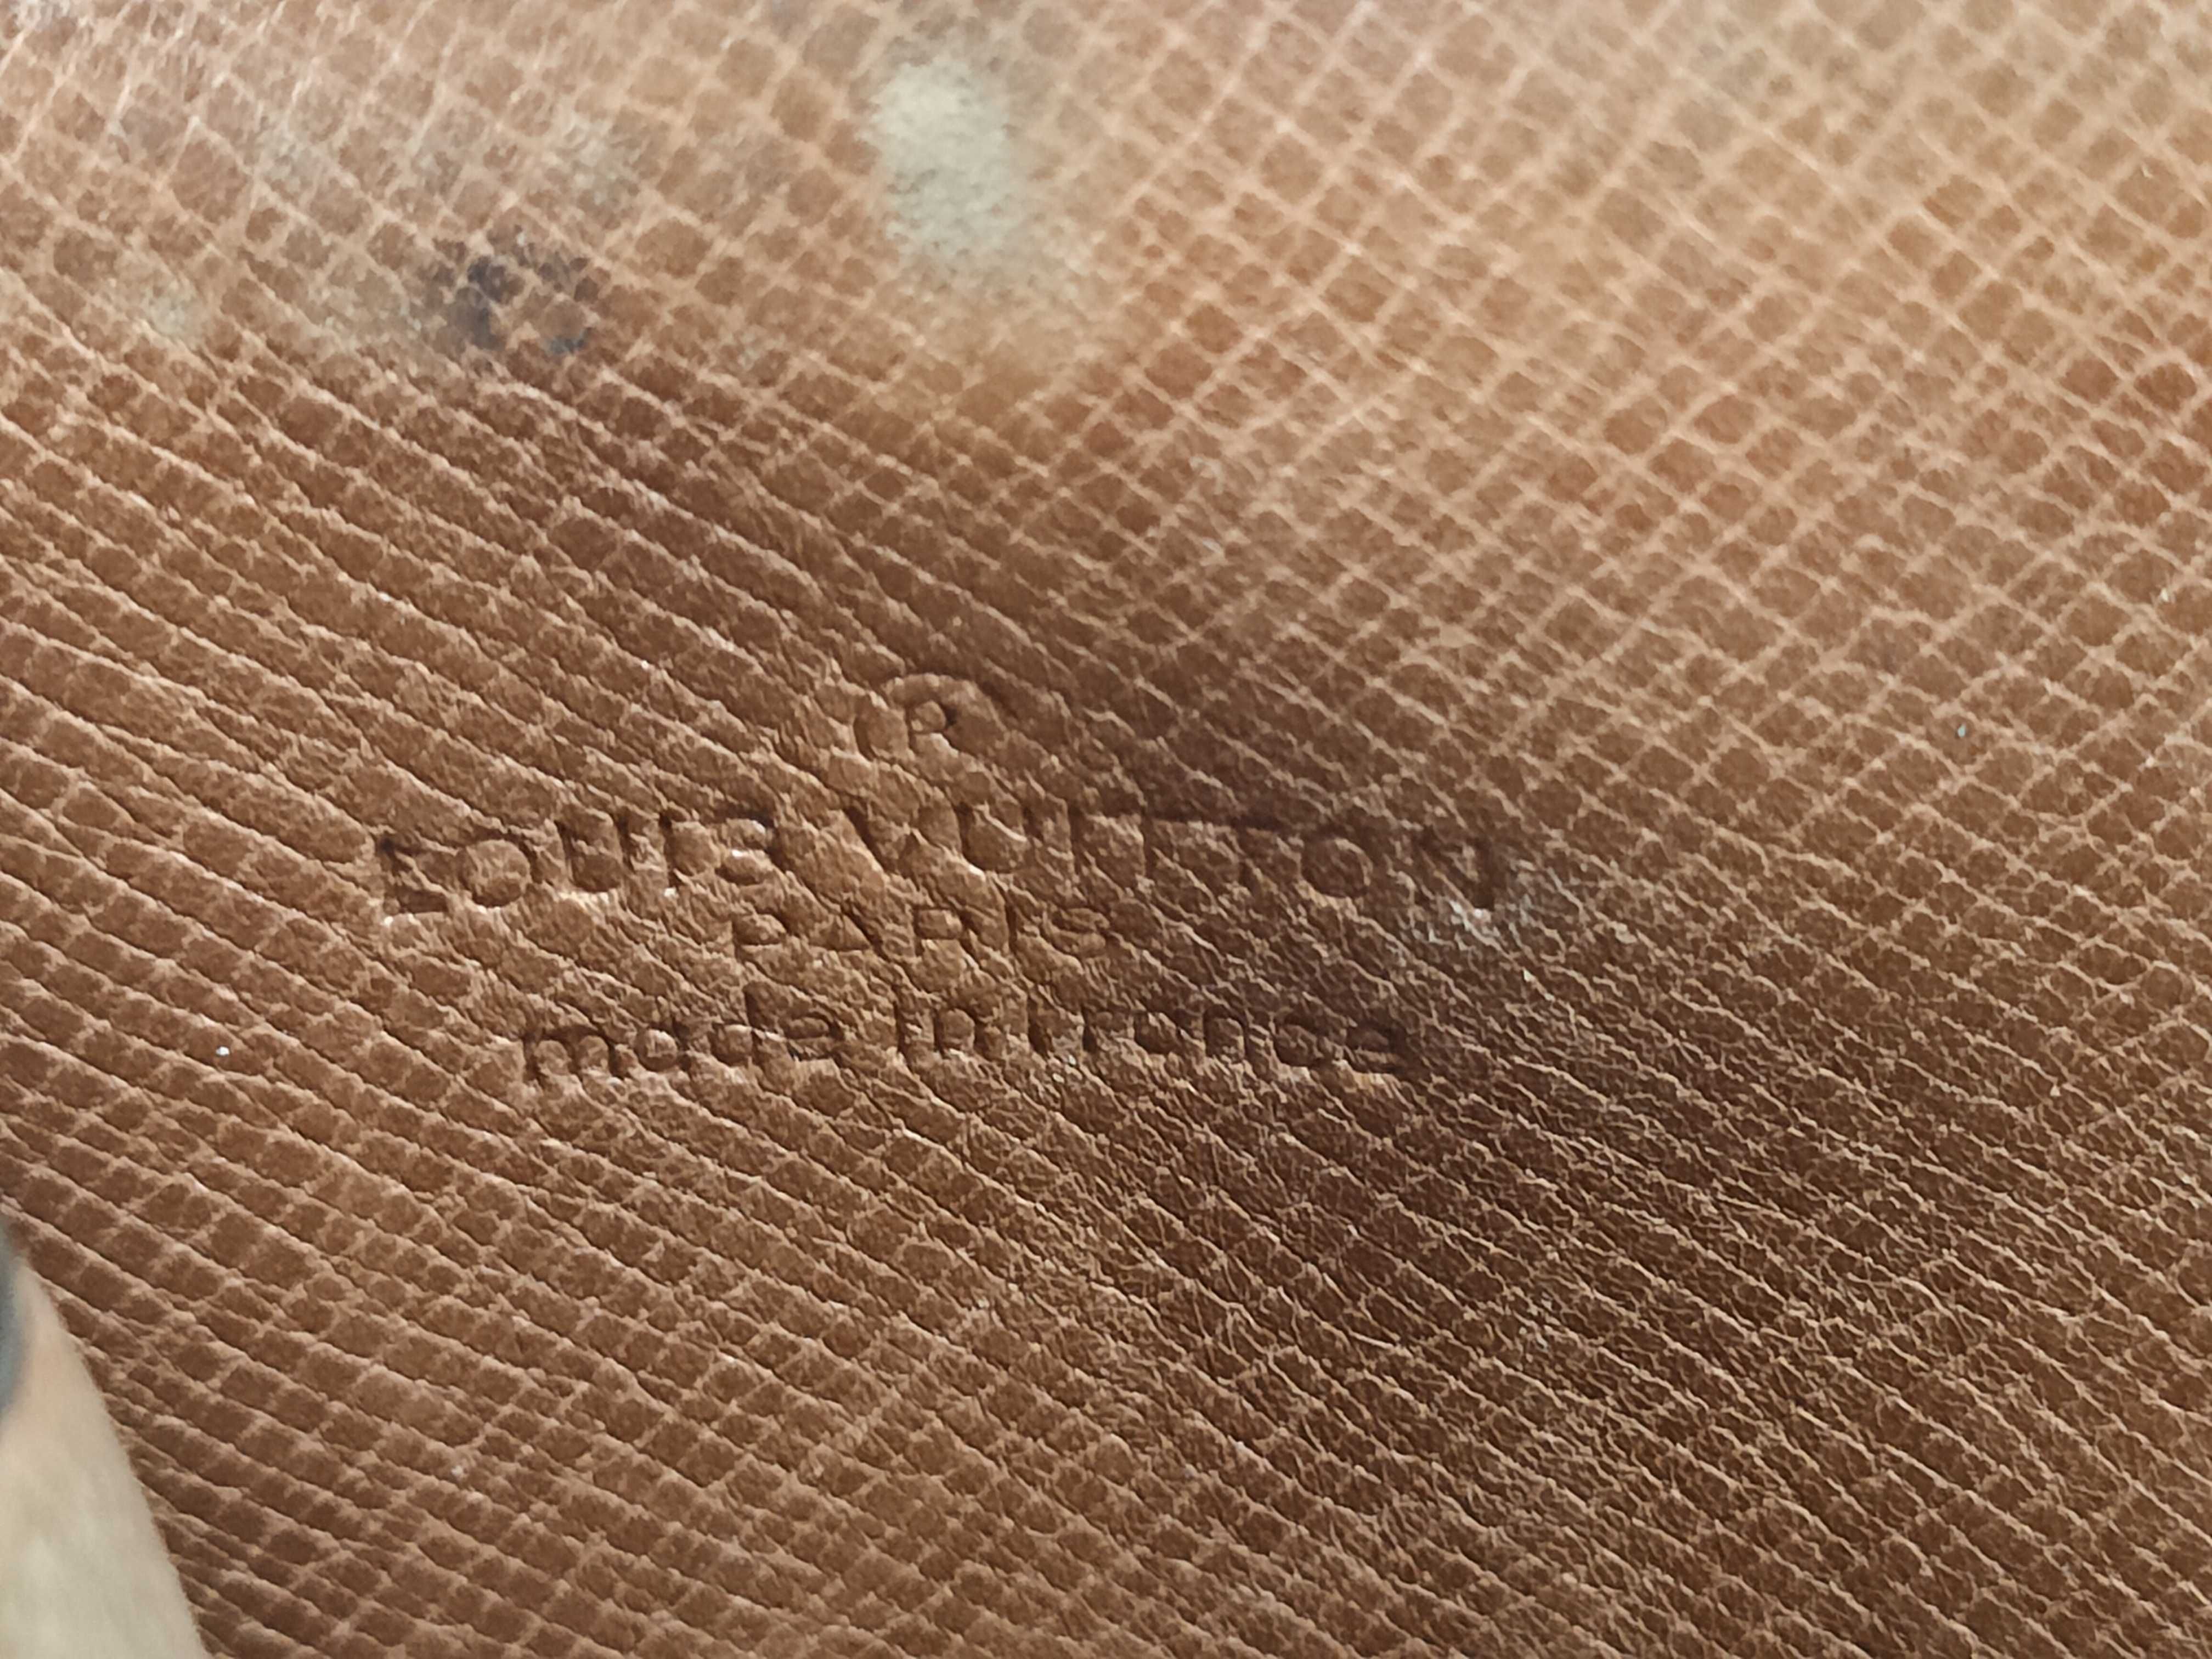 ®
LOUIS VUITTON
PARIS
made in France